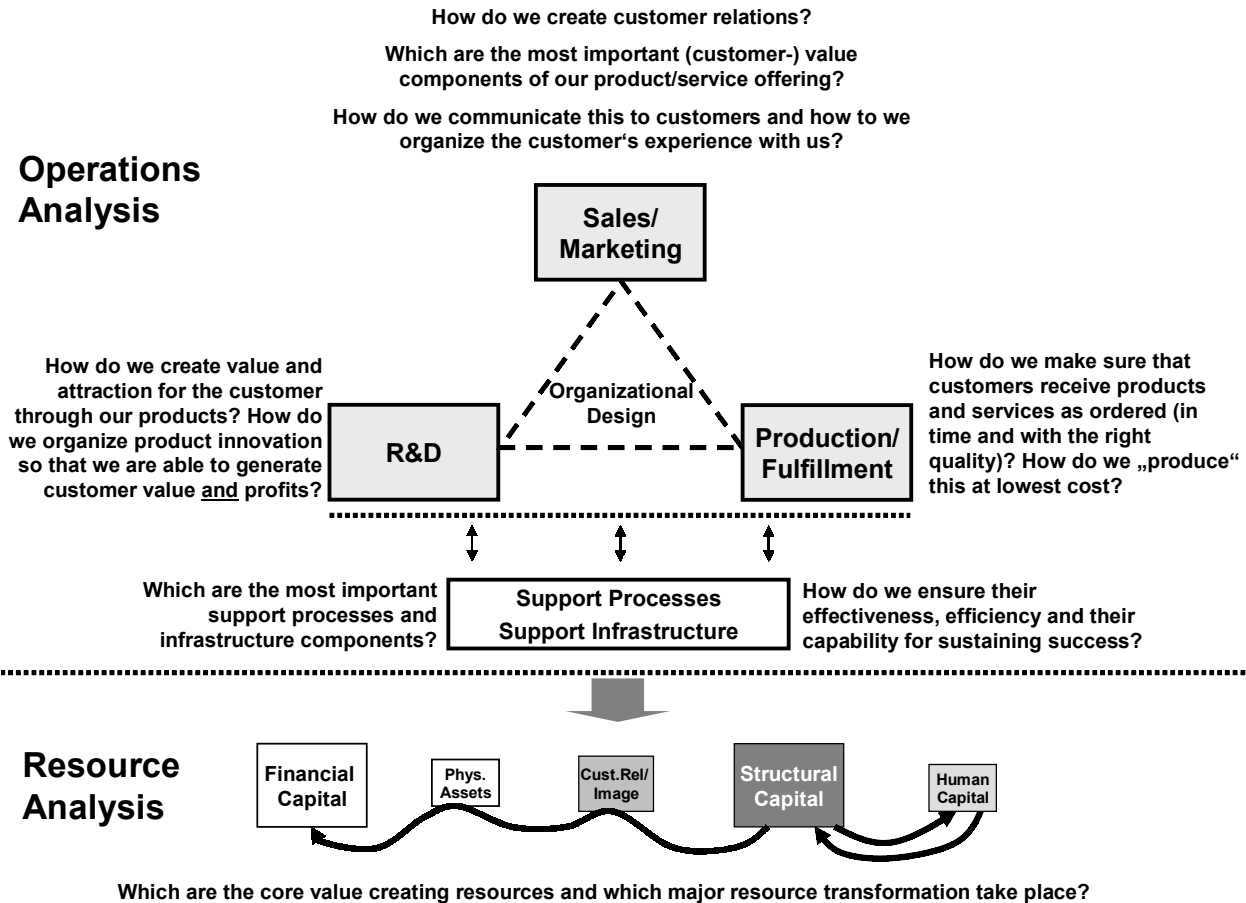 How do we create customer relations?
Which are the most important (customer-) value
components of our product/service offering?
How do we communicate this to customers and how to we
organize the customer‘s experience with us?
Operations
Analysis
Sales/
Marketing
How do we create value and
attraction for the customer
through our products? How do
we organize product innovation
so that we are able to generate
customer value and profits?
R&D
Organizational
Design
Production/
Fulfillment
How do we make sure that
customers receive products
and services as ordered (in
time and with the right
quality)? How do we „produce“
this at lowest cost?
Which are the most important
support processes and
infrastructure components?
Support Processes
Support Infrastructure
How do we ensure their
effectiveness, efficiency and their
capability for sustaining success?
Resource
Analysis
Financial
Capital
Phys.
Assets
Cust.Rel/
Image
Structural
Capital
Human
Capital
Which are the core value creating resources and which major resource transformation take place?